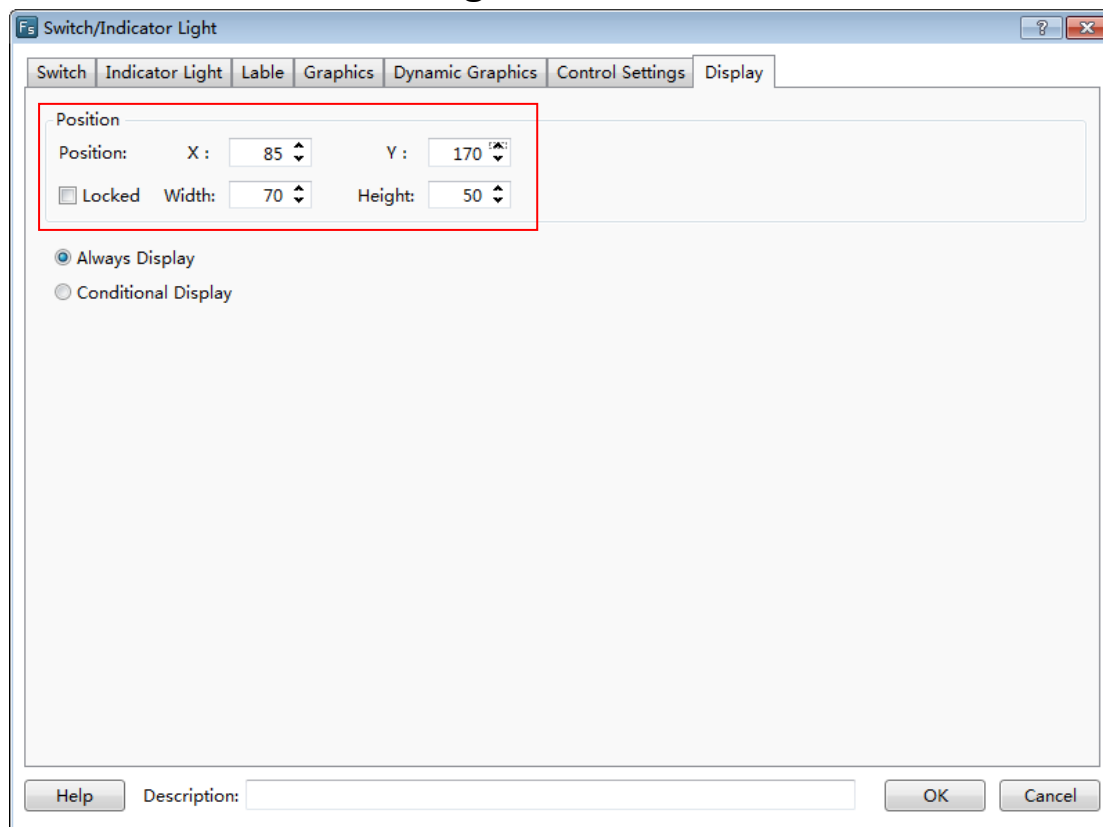 Fs Switch/Indicator Light ?
Switch Indicator Light Lable Graphics Dynamic Graphics Control Settings Display
Position
Position: X : 85 Y : 170
Locked Width: 70 Height: 50
Always Display
Conditional Display
Help Description: OK Cancel